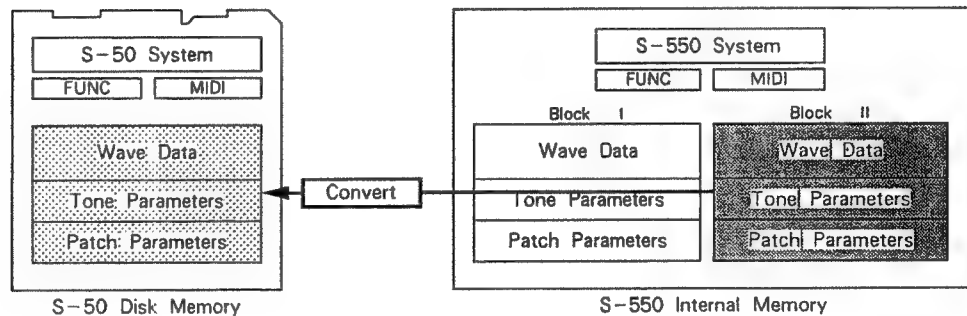 S-50 System
FUNC MIDI
Wave Data
Tone Parameters
Patch Parameters
S-50 Disk Memory
Convert
S-550 System
FUNC MIDI
Block I
Wave Data
Tone Parameters
Patch Parameters
Block II
Wave Data
Tone Parameters
Patch Parameters
S-550 Internal Memory